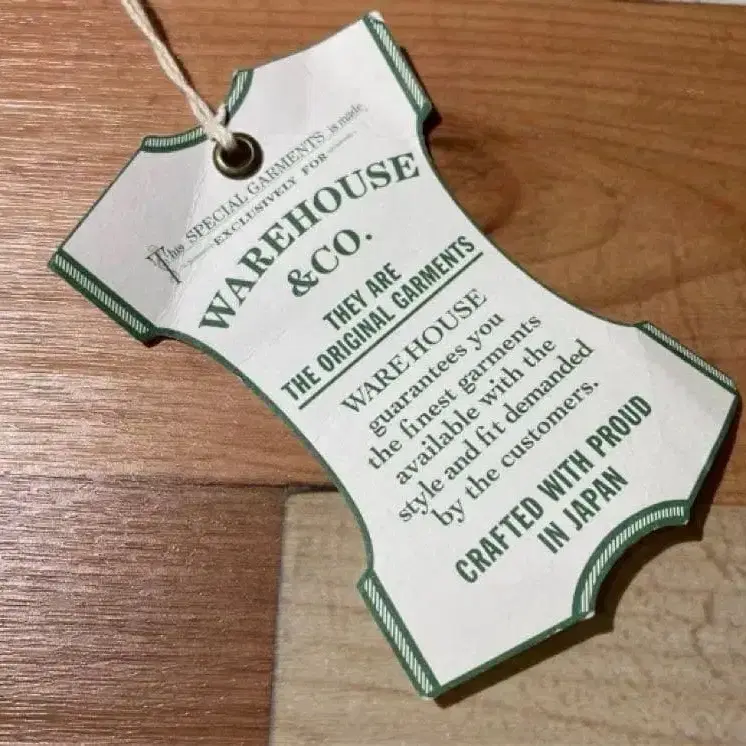 This SPECIAL GARMENTS is made
EXCLUSIVELY FOR
WAREHOUSE
&CO.
THEY ARE
THE ORIGINAL GARMENTS
WAREHOUSE
guarantees you
the finest garments
available with the
style and fit demanded
by the customers.
CRAFTED WITH PROUD
IN JAPAN